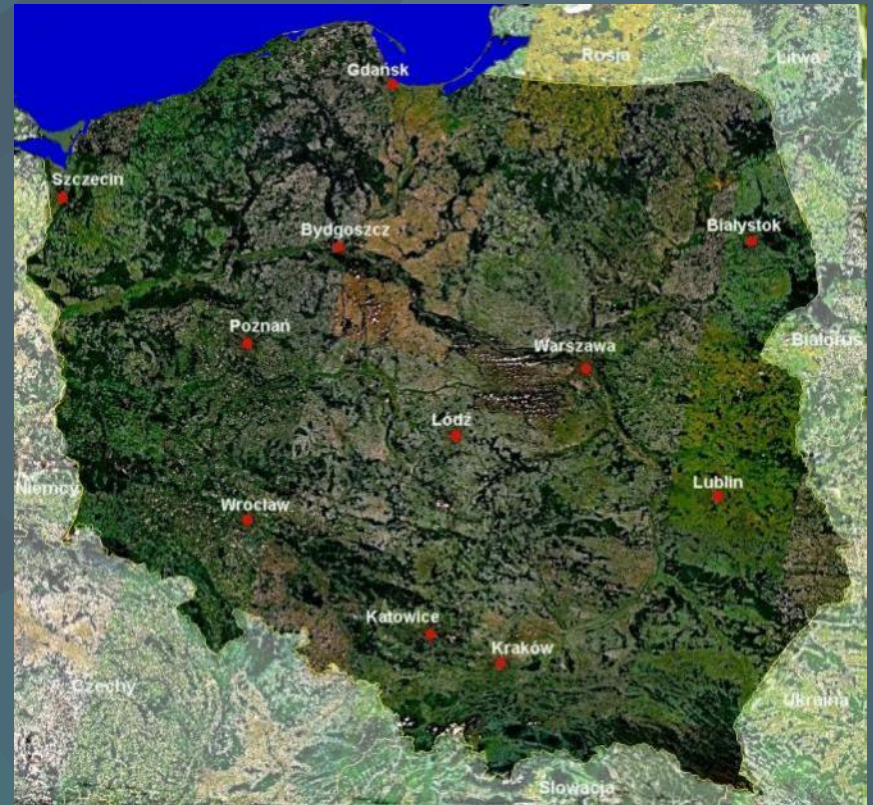 Rosja
Litwa
Gdańsk
Szczecin
Bydgoszcz
Białystok
Poznań
Warszawa
Białoruś
Łódź
Niemcy
Wrocław
Lublin
Katowice
Kraków
Czechy
Ukraina
Słowacja